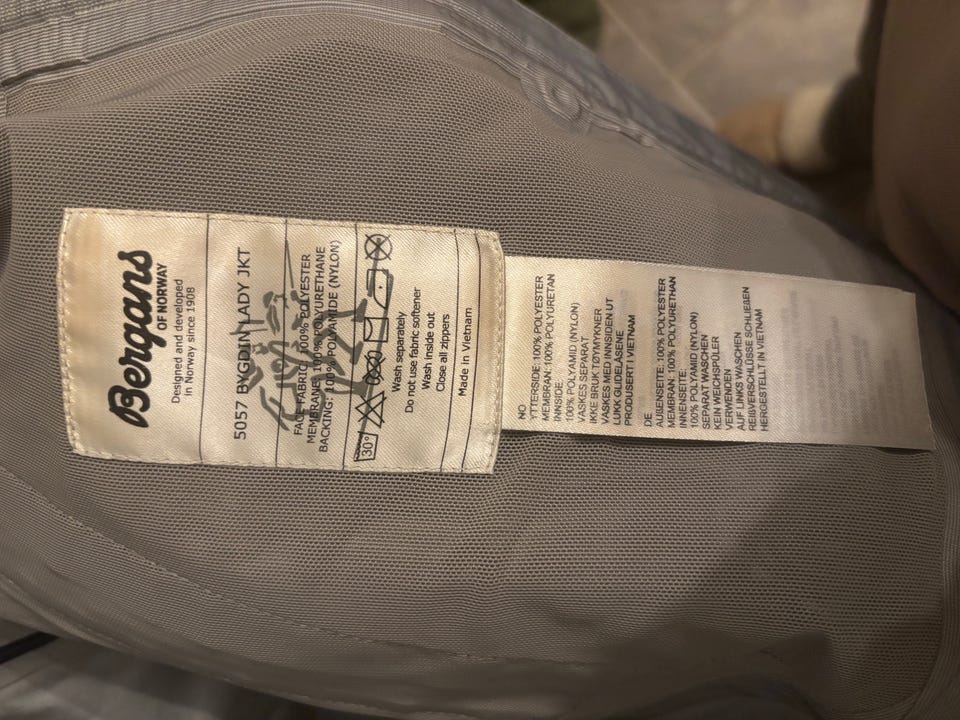 Bergans
OF NORWAY
Designed and developed
in Norway since 1908
5057 BYGDIN LADY JKT
FACE FABRIC: 100% POLYESTER
MEMBRANE: 100% POLYURETHANE
BACKING: 100% POLYAMIDE (NYLON)
30°
Wash separately
Do not use fabric softener
Wash inside out
Close all zippers
Made in Vietnam
NO
YTTERSIDE: 100% POLYESTER
MEMBRAN: 100% POLYURETAN
INNSIDE:
100% POLYAMID (NYLON)
VASKES SEPARAT
IKKE BRUK TØYMYKNER
VASKES MED INNSIDEN UT
LUKK GLIDELÅSENE
PRODUSERT I VIETNAM
DE
AUßENSEITE: 100% POLYESTER
MEMBRAN: 100% POLYURETHAN
INNENSEITE:
100% POLYAMID (NYLON)
SEPARAT WASCHEN
KEIN WEICHSPÜLER
VERWENDEN
AUF LINKS WASCHEN
REIßVERSCHLÜSSE SCHLIEßEN
HERGESTELLT IN VIETNAM